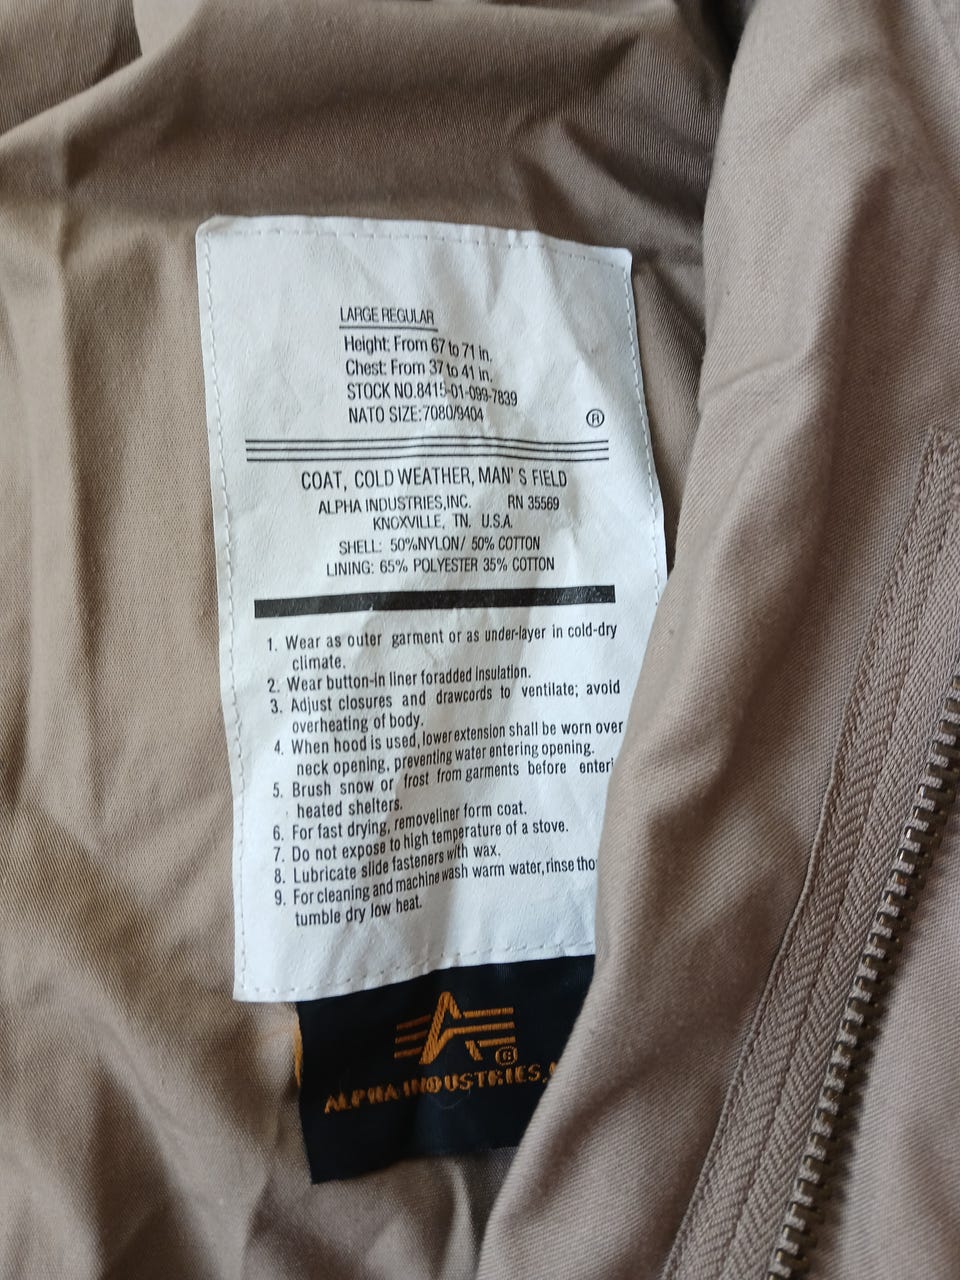 LARGE REGULAR
Height: From 67 to 71 in.
Chest: From 37 to 41 in.
STOCK NO.8415-01-099-7839
NATO SIZE:7080/9404
®
COAT, COLD WEATHER, MAN' S FIELD
ALPHA INDUSTRIES,INC. RN 35569
KNOXVILLE, TN. U.S.A.
SHELL: 50%NYLON/ 50% COTTON
LINING: 65% POLYESTER 35% COTTON
1. Wear as outer garment or as under-layer in cold-dry
climate.
2. Wear button-in liner foradded insulation.
3. Adjust closures and drawcords to ventilate; avoid
overheating of body.
4. When hood is used, lower extension shall be worn over
neck opening, preventing water entering opening.
5. Brush snow or frost from garments before enteri
heated shelters.
6. For fast drying, removeliner form coat.
7. Do not expose to high temperature of a stove.
8. Lubricate slide fasteners with wax.
9. For cleaning and machine wash warm water, rinse tho
tumble dry low heat.
®
ALPHA INDUSTRIES,